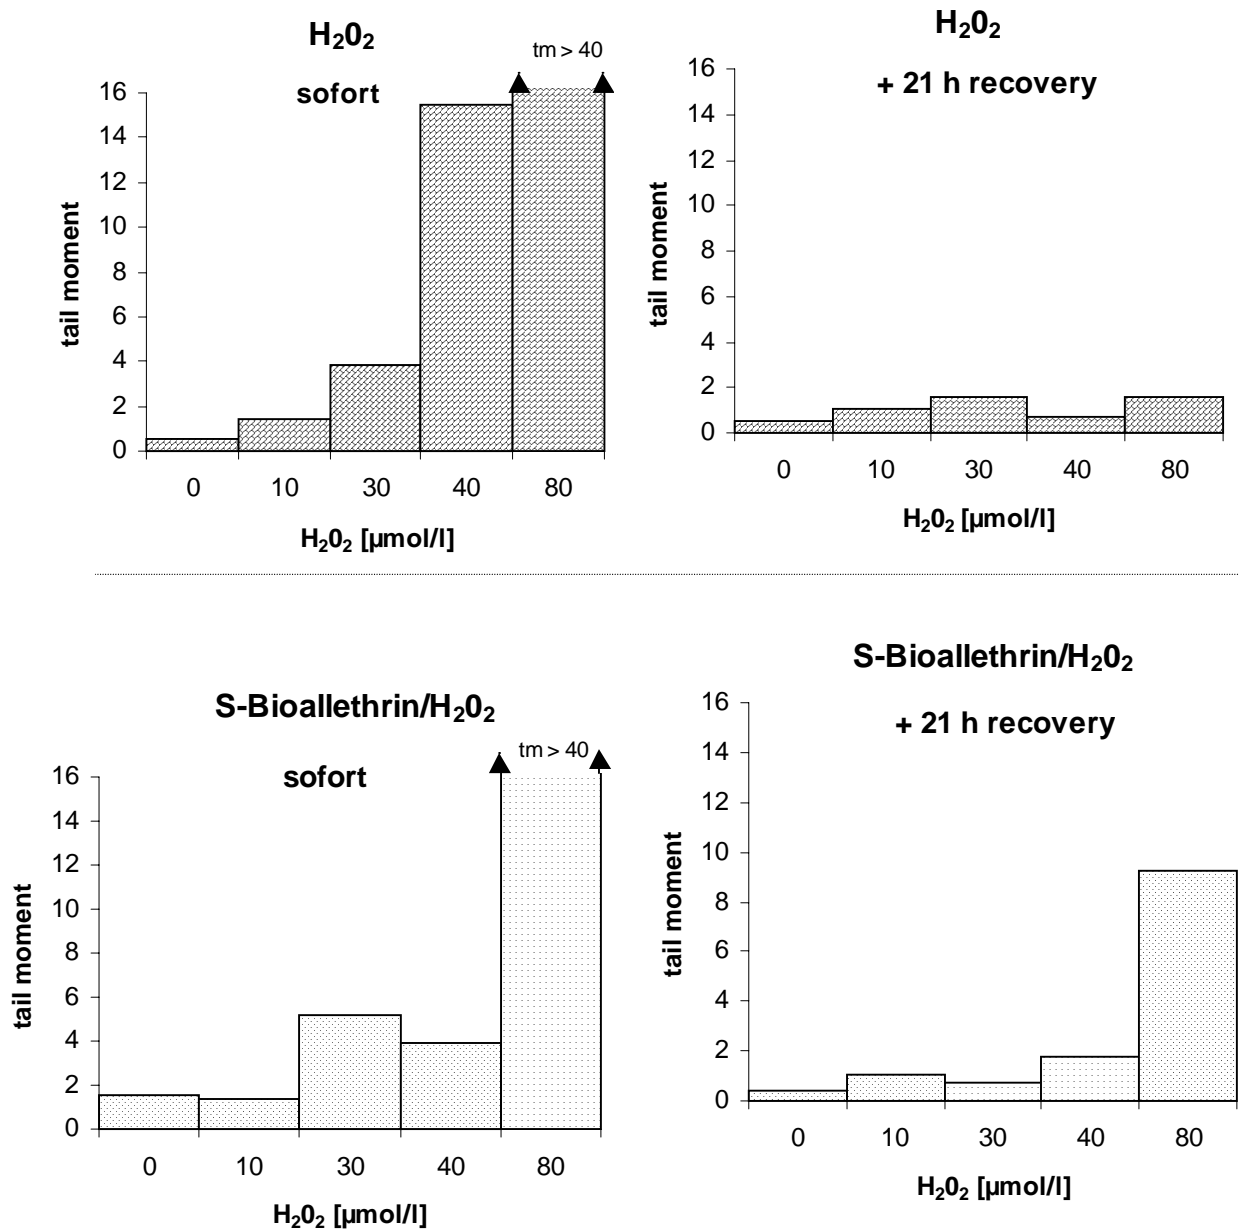 H₂0₂
sofort
tm > 40
tail moment
16
14
12
10
8
6
4
2
0
0 10 30 40 80
H₂0₂ [µmol/l]
H₂0₂
+ 21 h recovery
tail moment
16
14
12
10
8
6
4
2
0
0 10 30 40 80
H₂0₂ [µmol/l]
S-Bioallethrin/H₂0₂
sofort
tm > 40
tail moment
16
14
12
10
8
6
4
2
0
0 10 30 40 80
H₂0₂ [µmol/l]
S-Bioallethrin/H₂0₂
+ 21 h recovery
tail moment
16
14
12
10
8
6
4
2
0
0 10 30 40 80
H₂0₂ [µmol/l]